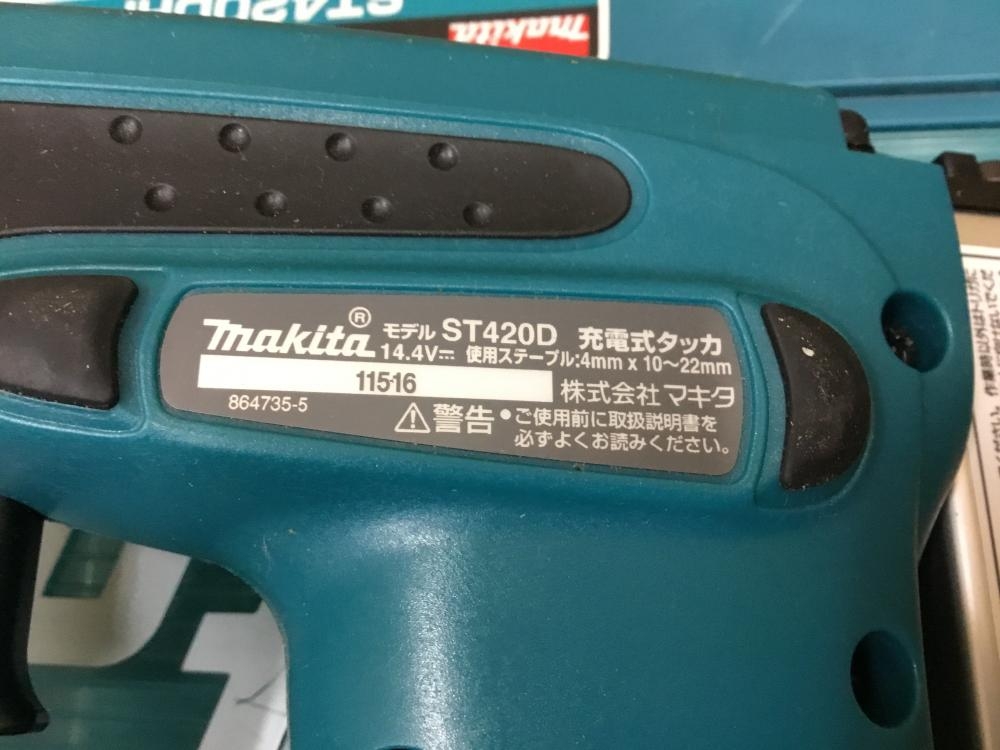 makita
makita® モデル ST420D 充電式タッカ
14.4V⎓ 使用ステープル:4mm x 10～22mm
11516 株式会社 マキタ
864735-5
⚠警告 ●ご使用前に取扱説明書を
必ずよくお読みください。